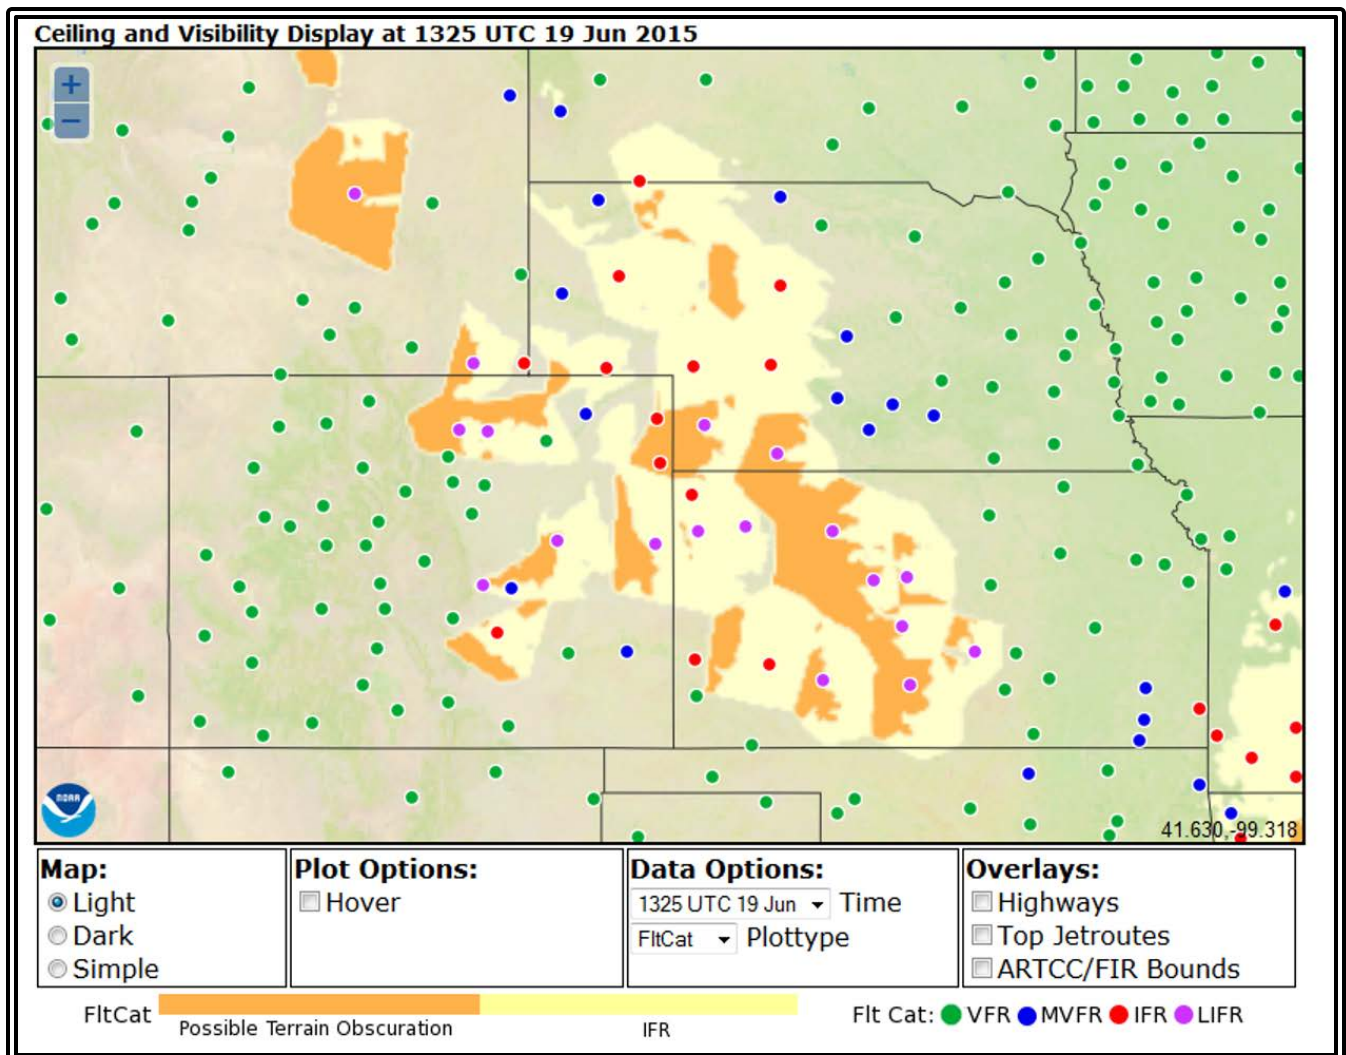 Ceiling and Visibility Display at 1325 UTC 19 Jun 2015
+
−
NOAA
41.630,-99.318
Map:
Light
Dark
Simple
Plot Options:
Hover
Data Options:
1325 UTC 19 Jun Time
FltCat Plottype
Overlays:
Highways
Top Jetroutes
ARTCC/FIR Bounds
FltCat
Possible Terrain Obscuration
IFR
Flt Cat: VFR MVFR IFR LIFR